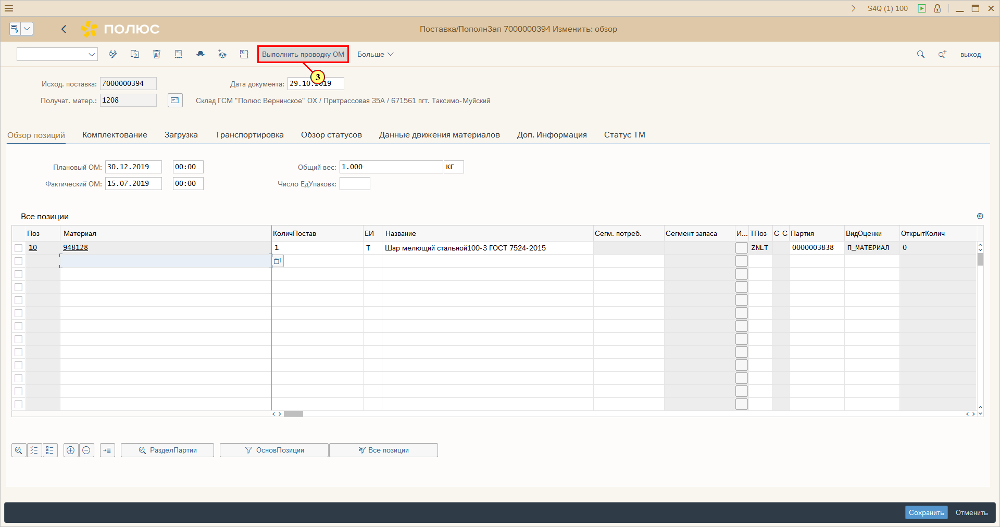 S4Q (1) 100
ПОЛЮС
Поставка/ПополнЗап 7000000394 Изменить: обзор
Выполнить проводку ОМ
Больше
выход
3
Исход. поставка: 7000000394
Дата документа: 29.10.2019
Получат. матер.: 1208
Склад ГСМ "Полюс Вернинское" ОХ / Притрассовая 35А / 671561 пгт. Таксимо-Муйский
Обзор позиций Комплектование Загрузка Транспортировка Обзор статусов Данные движения материалов Доп. Информация Статус ТМ
Плановый ОМ: 30.12.2019 00:00… Общий вес: 1.000 КГ
Фактический ОМ: 15.07.2019 00:00 Число ЕдУпаковк:
Все позиции
Поз Материал КоличПостав ЕИ Название Сегм. потреб. Сегмент запаса И... ТПоз С С Партия ВидОценки ОткрытКолич
10 948128 1 Т Шар мелющий стальной100-3 ГОСТ 7524-2015 ZNLT 0000003838 П_МАТЕРИАЛ 0
РазделПартии ОсновПозиции Все позиции
Сохранить Отменить